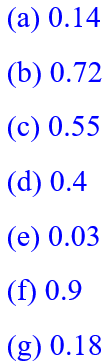 (a) 0.14
(b) 0.72
(c) 0.55
(d) 0.4
(e) 0.03
(f) 0.9
(g) 0.18